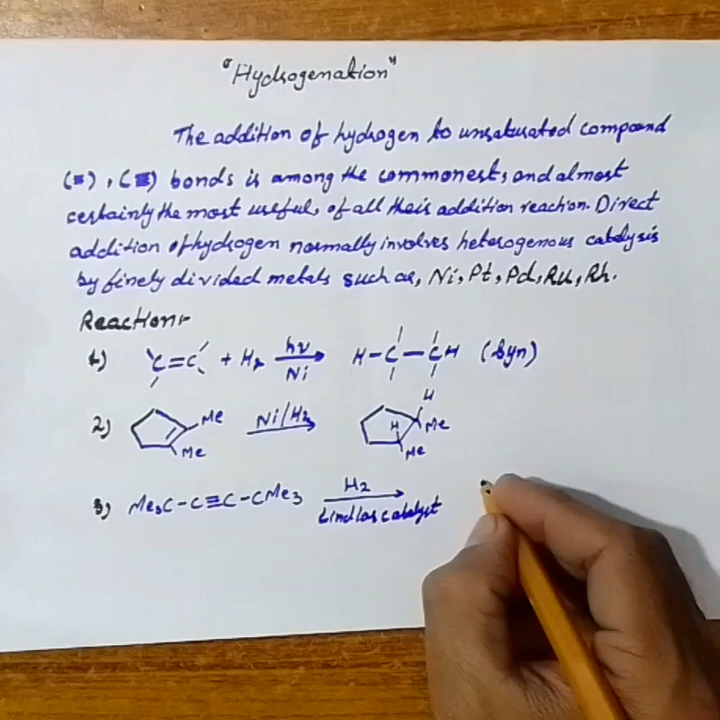 "Hydrogenation"
The addition of hydrogen to unsaturated compound
(=), (≡) bonds is among the commonest, and almost
certainly the most useful, of all their addition reaction. Direct
addition of hydrogen normally involves heterogenous catalysis
by finely divided metals such as, Ni, Pt, Pd, Ru, Rh.
Reaction:-
1) C=C + H2 hν Ni H-C-CH (Syn)
2) Me Me Ni/H2 H H Me Me
3) Me3C-C≡C-CMe3 H2 Lindlas catalyst